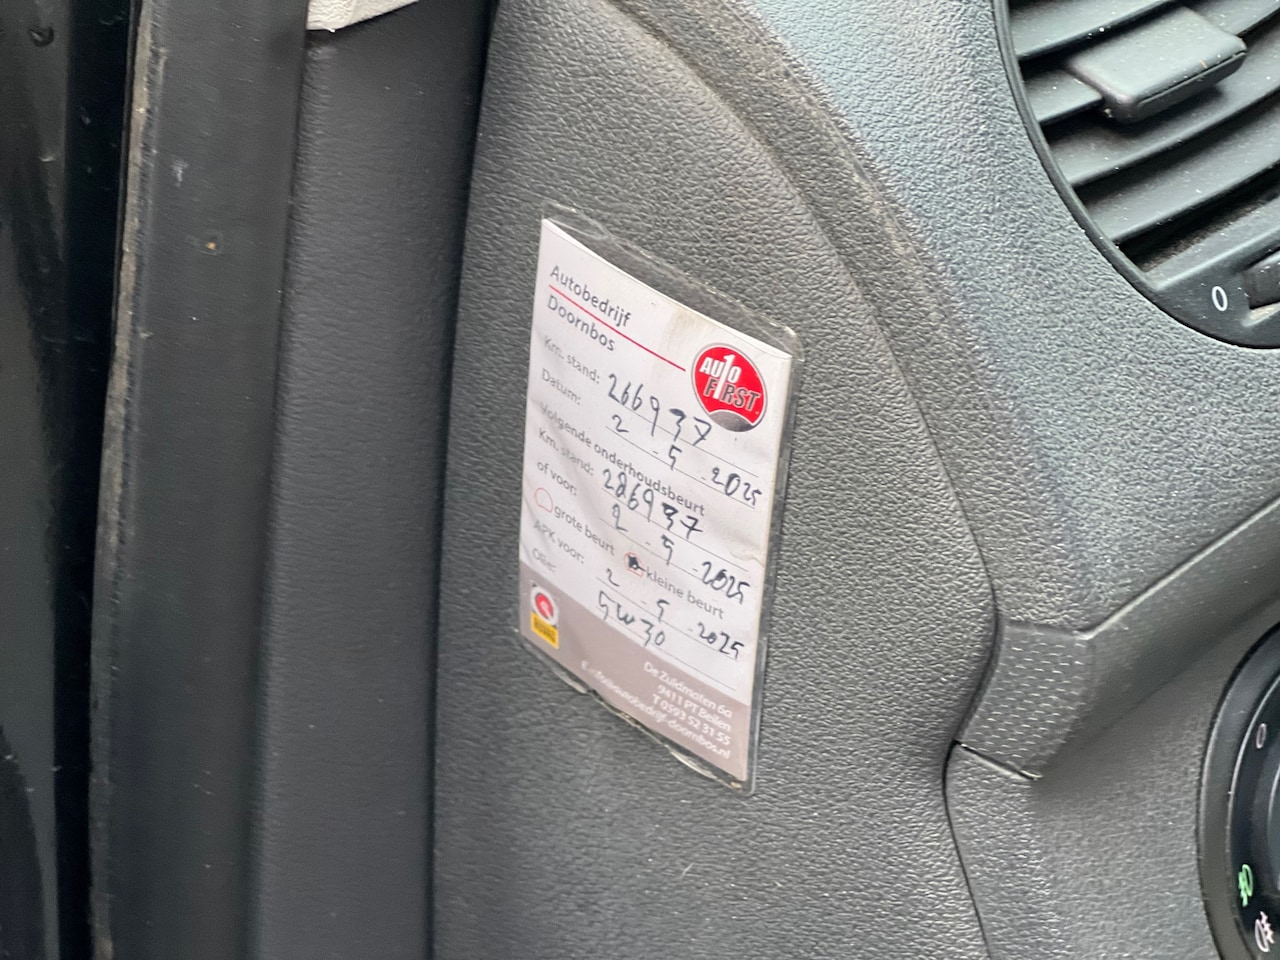 Autobedrijf
Doornbos
AUTO FIRST
Km. stand: 266937
Datum: 2 - 5 - 2025
Volgende onderhoudsbeurt
Km. stand: 286937
of voor: 2 - 5 - 2025
grote beurt kleine beurt
APK voor: 2 - 5 - 2025
Olie: 5w30
De Zuidmaten 6a
9411 PT Beilen
T 0593 52 31 55
0